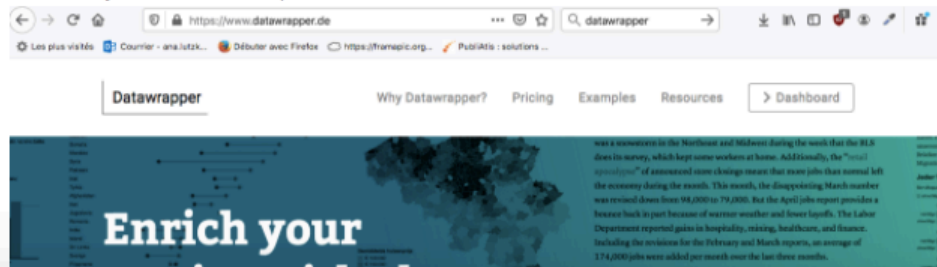 https://www.datawrapper.de
datawrapper
Les plus visités Courrier - ana.lutzk... Débuter avec Firefox https://framapic.org... PubliAtis : solutions ...
Datawrapper Why Datawrapper? Pricing Examples Resources > Dashboard
was a snowstorm in the Northeast and Midwest during the week that the BLS
does its survey, which kept some workers at home. Additionally, the "retail
apocalypse" of announced store closings meant that more jobs than normal left
the economy during the month. This month, the disappointing March number
was revised down from 98,000 to 79,000. But the April jobs report provides a
bounce back in part because of warmer weather and fewer layoffs. The Labor
Department reported gains in hospitality, mining, healthcare, and finance.
Including the revisions for the February and March reports, an average of
174,000 jobs were added per month over the last three months.
Enrich your